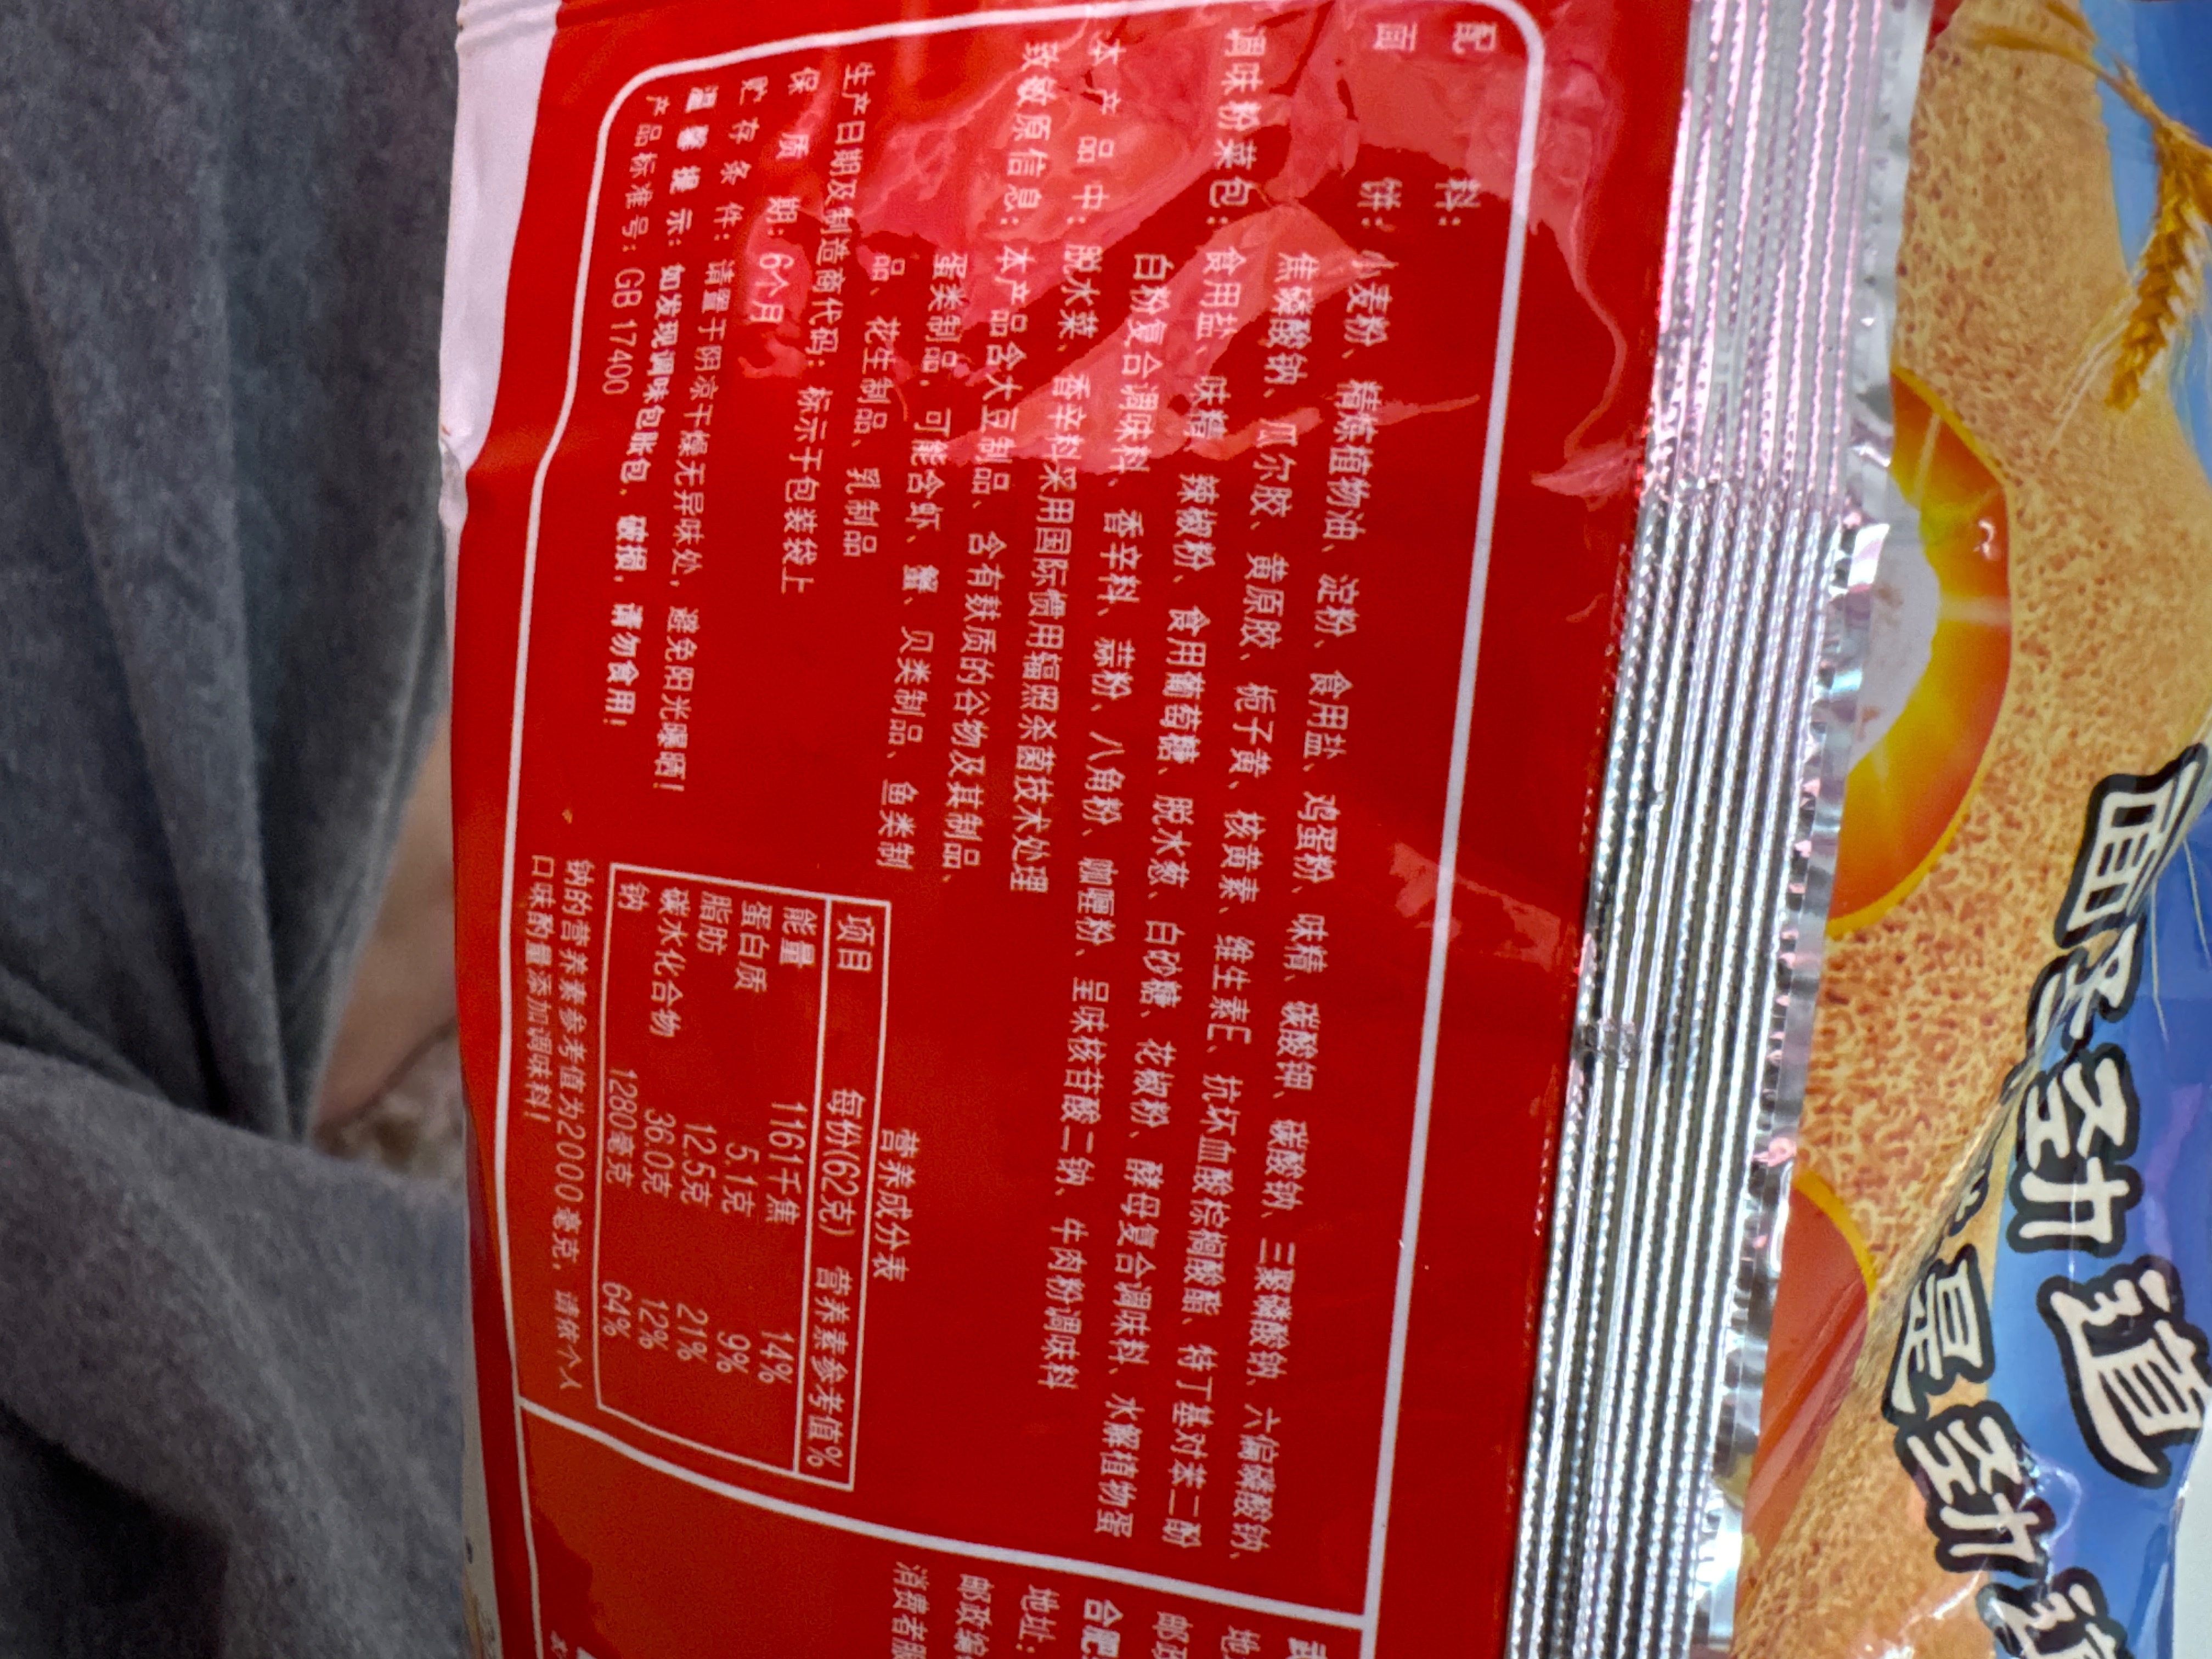 面 劲道
是劲道
配 料：
面 饼：小麦粉、精炼植物油、淀粉、食用盐、鸡蛋粉、味精、碳酸钾、碳酸钠、三聚磷酸钠、六偏磷酸钠、
焦磷酸钠、瓜尔胶、黄原胶、栀子黄、核黄素、维生素E、抗坏血酸棕榈酸酯、特丁基对苯二酚
调味粉菜包：食用盐、味精、辣椒粉、食用葡萄糖、脱水葱、白砂糖、花椒粉、酵母复合调味料、水解植物蛋
白粉复合调味料、香辛料、蒜粉、八角粉、咖喱粉、呈味核苷酸二钠、牛肉粉调味料
本产品中：脱水菜、香辛料采用国际惯用辐照杀菌技术处理
致敏原信息：本产品含大豆制品、含有麸质的谷物及其制品、
蛋类制品，可能含虾、蟹、贝类制品、鱼类制
品、花生制品、乳制品
生产日期及制造商代码：标示于包装袋上
保 质 期：6个月
贮存条件：请置于阴凉干燥无异味处，避免阳光曝晒！
温馨提示：如发现调味包胀包、破损，请勿食用！
产品标准号：GB 17400
营养成分表
项目 每份(62克) 营养素参考值%
能量 1161千焦 14%
蛋白质 5.1克 9%
脂肪 12.5克 21%
碳水化合物 36.0克 12%
钠 1280毫克 64%
钠的营养素参考值为2000毫克，请依个人
口味酌量添加调味料！
地
邮政
合肥
地址：
邮政编
消费者服